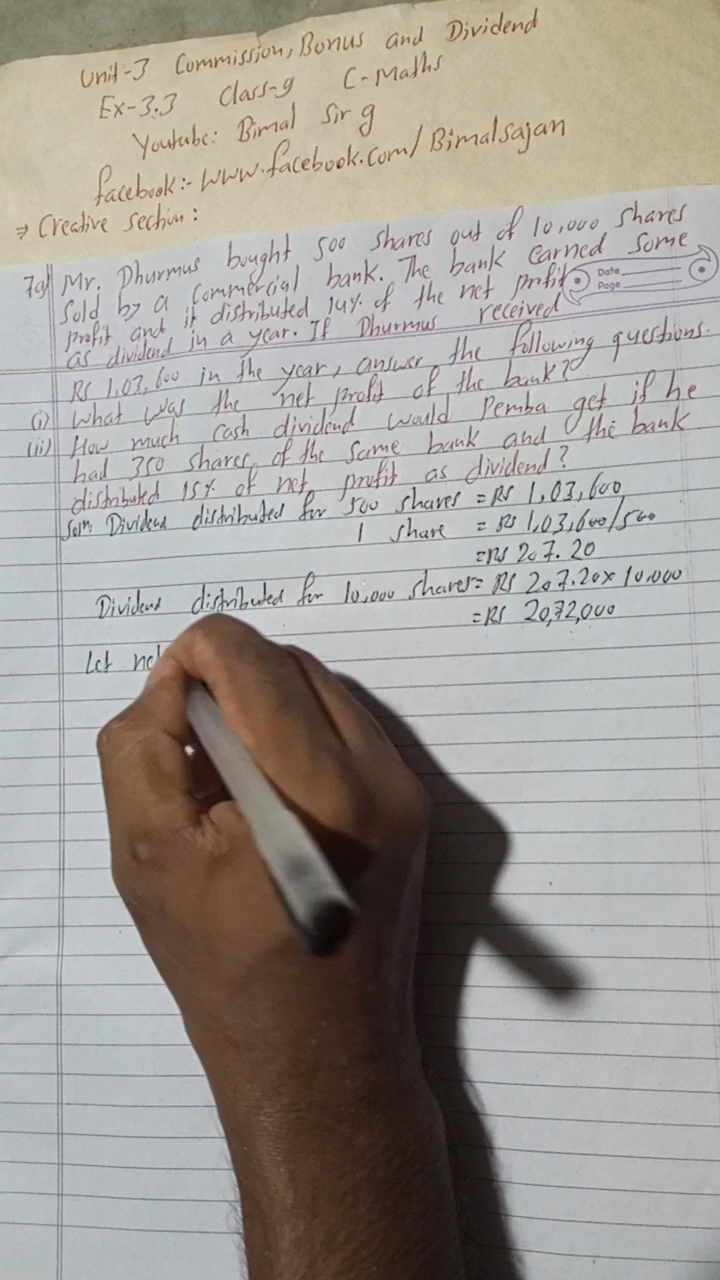 Unit-3 Commission, Bonus and Dividend
Ex-3.3 Class-9 C-Maths
Youtube: Bimal Sir g
facebook:- www.facebook.com/Bimalsajan
⇒ Creative section:
7a) Mr. Dhurmus bought 500 shares out of 10,000 shares
sold by a commercial bank. The bank earned some
profit and it distributed 14% of the net profit
Date
Page
as dividend in a year. If Dhurmus received
RS 1,03,600 in the year, answer the following questions.
(i) What was the net profit of the bank?
(ii) How much cash dividend would Pemba get if he
had 350 shares of the same bank and the bank
distributed 15% of net profit as dividend?
Soln: Dividend distributed for 500 shares = RS 1,03,600
1 share = RS 1,03,600/500
= RS 207.20
Dividend distributed for 10,000 shares = RS 207.20 × 10,000
= RS 20,72,000
Let net